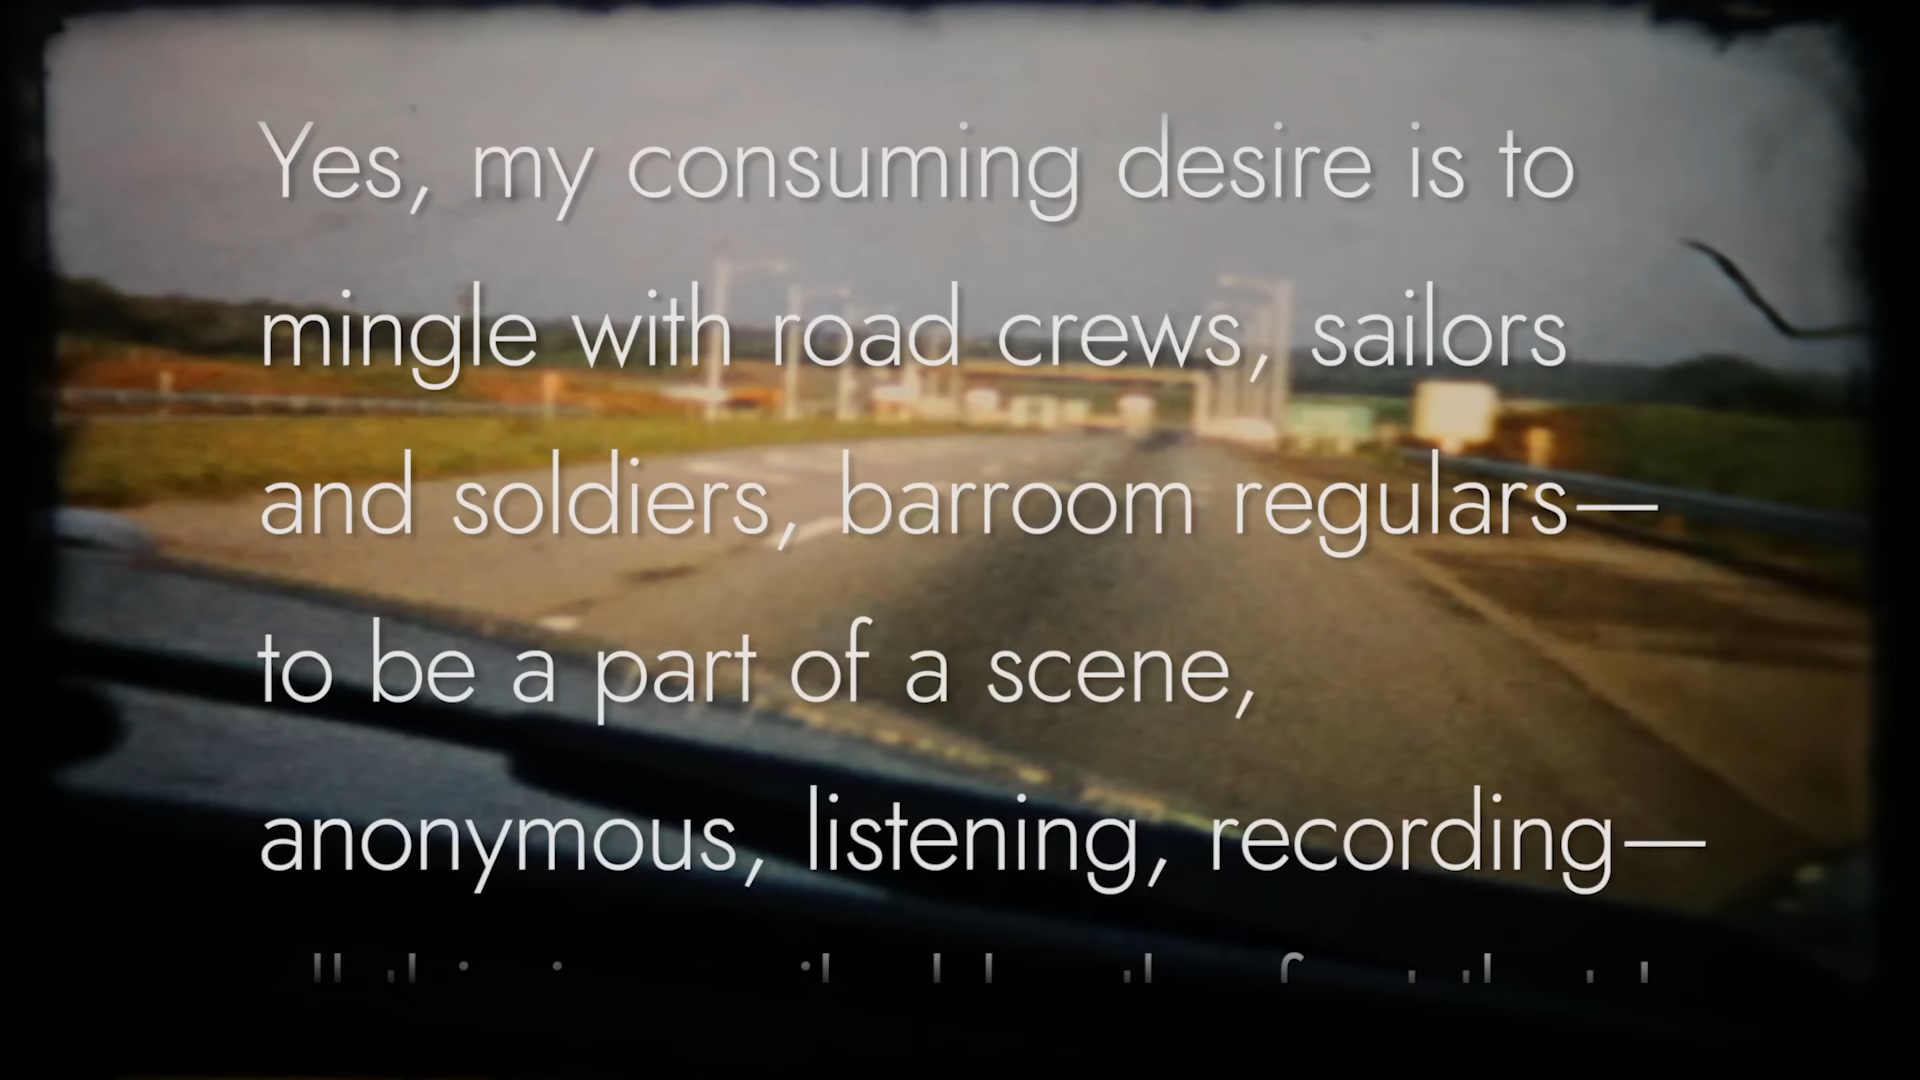 Yes, my consuming desire is to
mingle with road crews, sailors
and soldiers, barroom regulars—
to be a part of a scene,
anonymous, listening, recording—